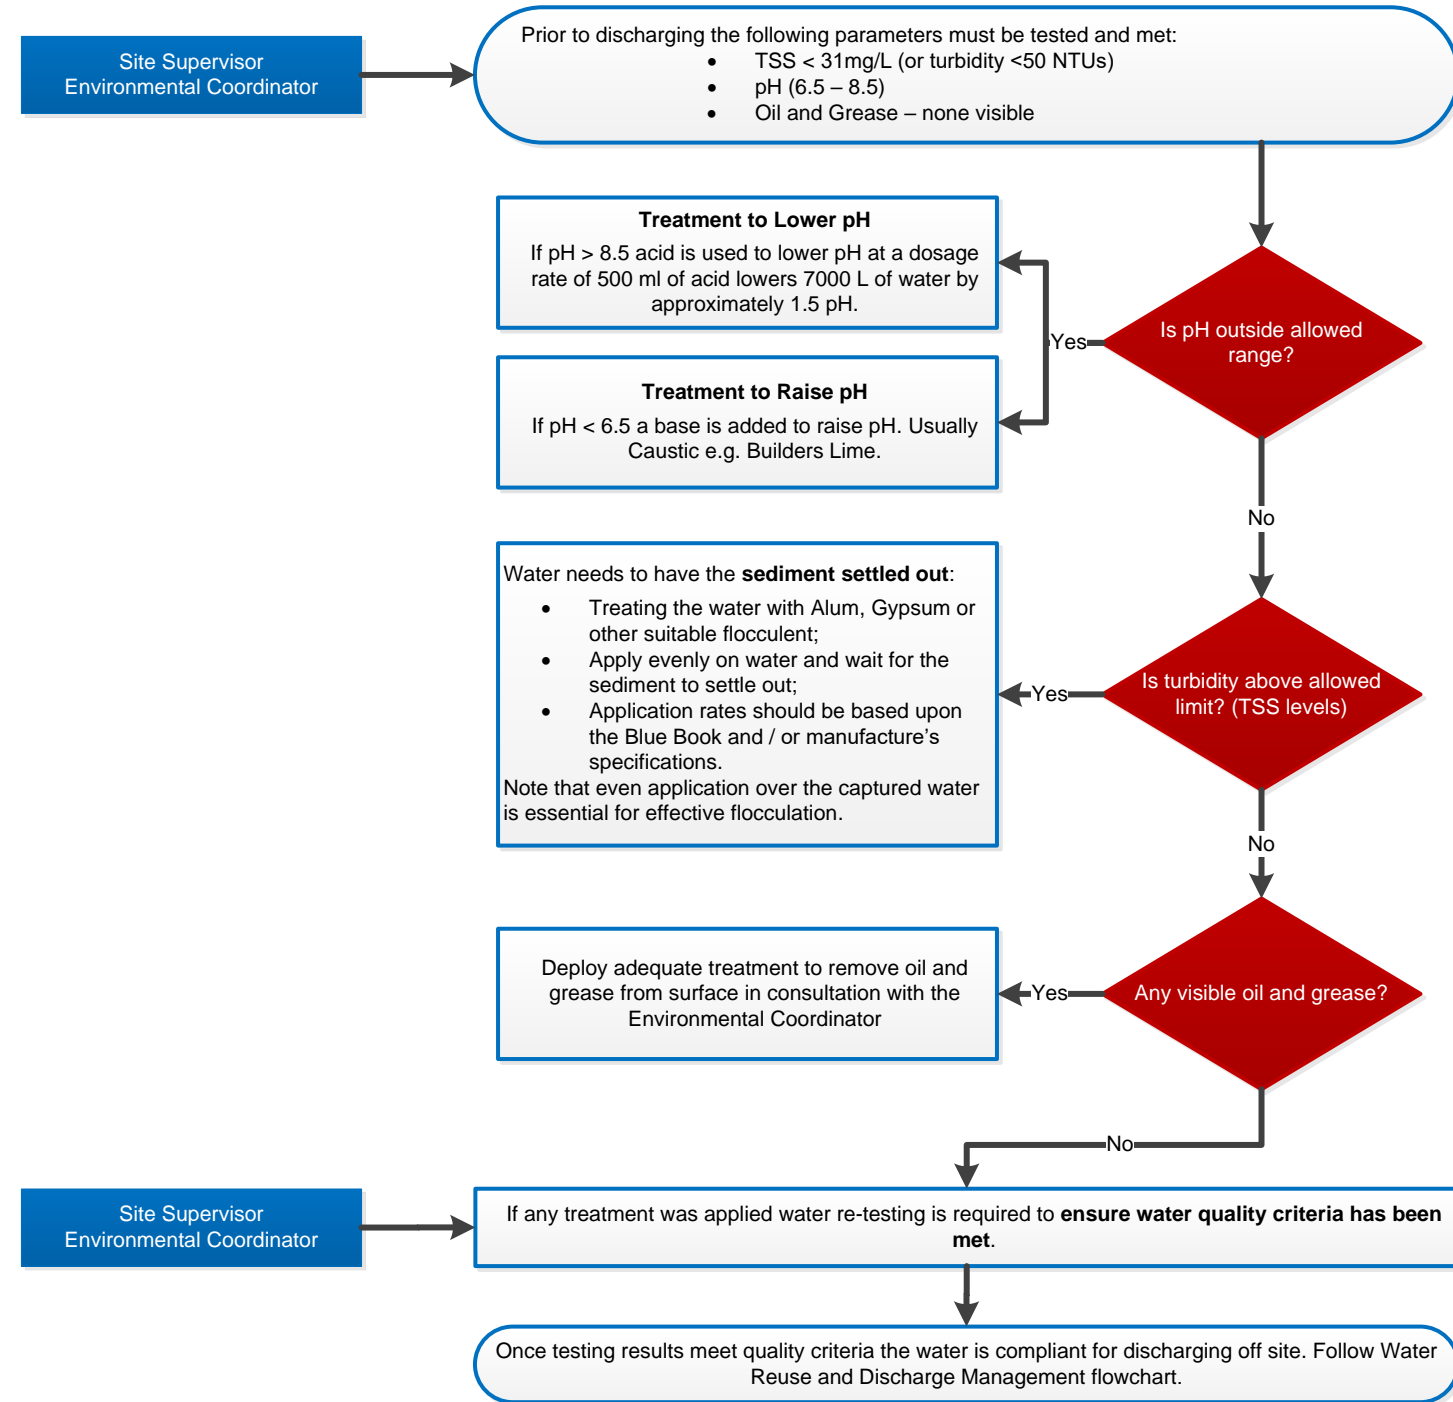 Site Supervisor
Environmental Coordinator
Prior to discharging the following parameters must be tested and met:
• TSS < 31mg/L (or turbidity <50 NTUs)
• pH (6.5 – 8.5)
• Oil and Grease – none visible
Treatment to Lower pH
If pH > 8.5 acid is used to lower pH at a dosage
rate of 500 ml of acid lowers 7000 L of water by
approximately 1.5 pH.
Yes
Is pH outside allowed
range?
Treatment to Raise pH
If pH < 6.5 a base is added to raise pH. Usually
Caustic e.g. Builders Lime.
No
Water needs to have the sediment settled out:
• Treating the water with Alum, Gypsum or
other suitable flocculent;
• Apply evenly on water and wait for the
sediment to settle out;
• Application rates should be based upon
the Blue Book and / or manufacture’s
specifications.
Note that even application over the captured water
is essential for effective flocculation.
Yes
Is turbidity above allowed
limit? (TSS levels)
No
Deploy adequate treatment to remove oil and
grease from surface in consultation with the
Environmental Coordinator
Yes
Any visible oil and grease?
No
Site Supervisor
Environmental Coordinator
If any treatment was applied water re-testing is required to ensure water quality criteria has been
met.
Once testing results meet quality criteria the water is compliant for discharging off site. Follow Water
Reuse and Discharge Management flowchart.